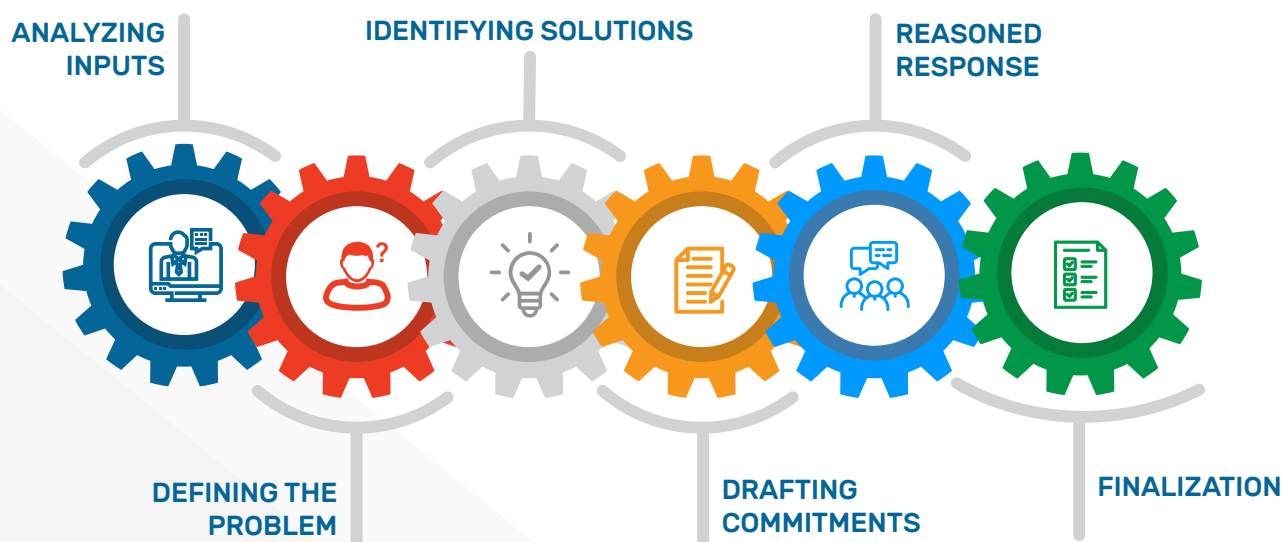 ANALYZING
INPUTS
DEFINING THE
PROBLEM
IDENTIFYING SOLUTIONS
DRAFTING
COMMITMENTS
REASONED
RESPONSE
FINALIZATION
?